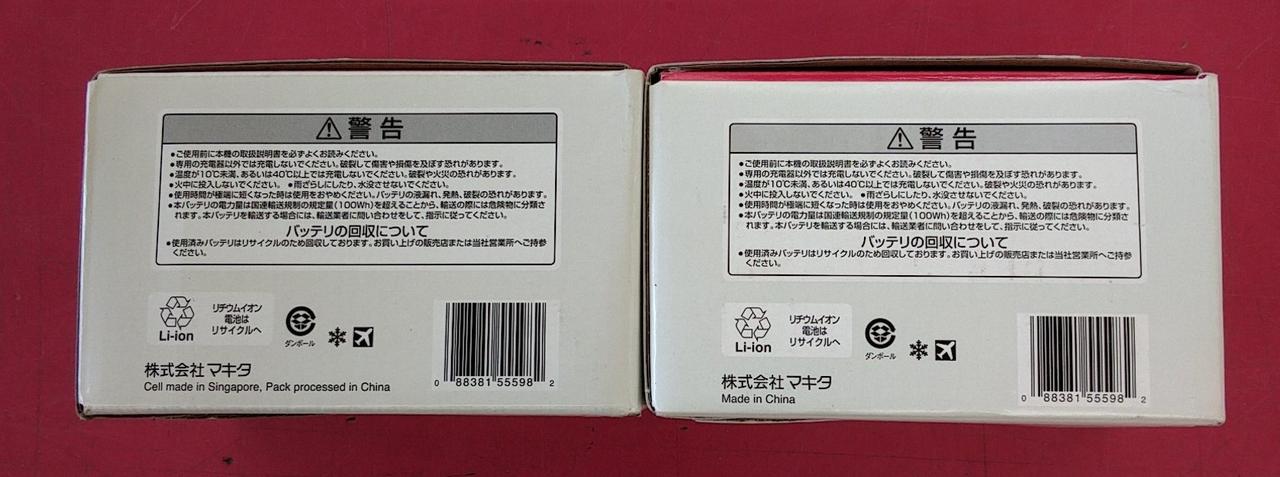 警告
●ご使用前に本機の取扱説明書を必ずよくお読みください。
●専用の充電器以外では充電しないでください。破裂して傷害や損傷を及ぼす恐れがあります。
●温度が10℃未満、あるいは40℃以上では充電しないでください。破裂や火災の恐れがあります。
●火中に投入しないでください。 ●雨ざらしにしたり、水没させないでください。
●使用時間が極端に短くなった時は使用をおやめください。バッテリの液漏れ、発熱、破裂の恐れがあります。
●本バッテリの電力量は国連輸送規制の規定量(100Wh)を超えることから、輸送の際には危険物に分類さ
れます。本バッテリを輸送する場合には、輸送業者に問い合わせをして、指示に従ってください。
バッテリの回収について
●使用済みバッテリはリサイクルのため回収しております。お買い上げの販売店または当社営業所へご持参
ください。
Li-ion
リチウムイオン
電池は
リサイクルへ
ダンボール
株式会社マキタ
Cell made in Singapore, Pack processed in China
0 88381 55598 2
警告
●ご使用前に本機の取扱説明書を必ずよくお読みください。
●専用の充電器以外では充電しないでください。破裂して傷害や損傷を及ぼす恐れがあります。
●温度が10℃未満、あるいは40℃以上では充電しないでください。破裂や火災の恐れがあります。
●火中に投入しないでください。 ●雨ざらしにしたり、水没させないでください。
●使用時間が極端に短くなった時は使用をおやめください。バッテリの液漏れ、発熱、破裂の恐れがあります。
●本バッテリの電力量は国連輸送規制の規定量(100Wh)を超えることから、輸送の際には危険物に分類さ
れます。本バッテリを輸送する場合には、輸送業者に問い合わせをして、指示に従ってください。
バッテリの回収について
●使用済みバッテリはリサイクルのため回収しております。お買い上げの販売店または当社営業所へご持参
ください。
Li-ion
リチウムイオン
電池は
リサイクルへ
ダンボール
株式会社マキタ
Made in China
0 88381 55598 2